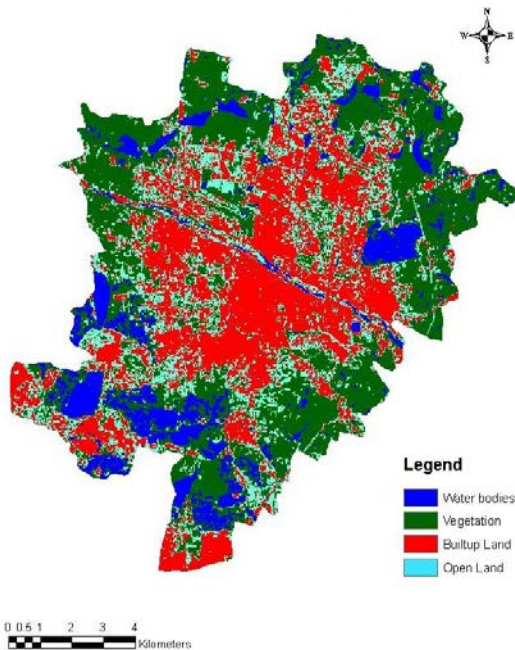 N
W E
S
Legend
Water bodies
Vegetation
Builtup Land
Open Land
0 0.5 1 2 3 4
Kilometers